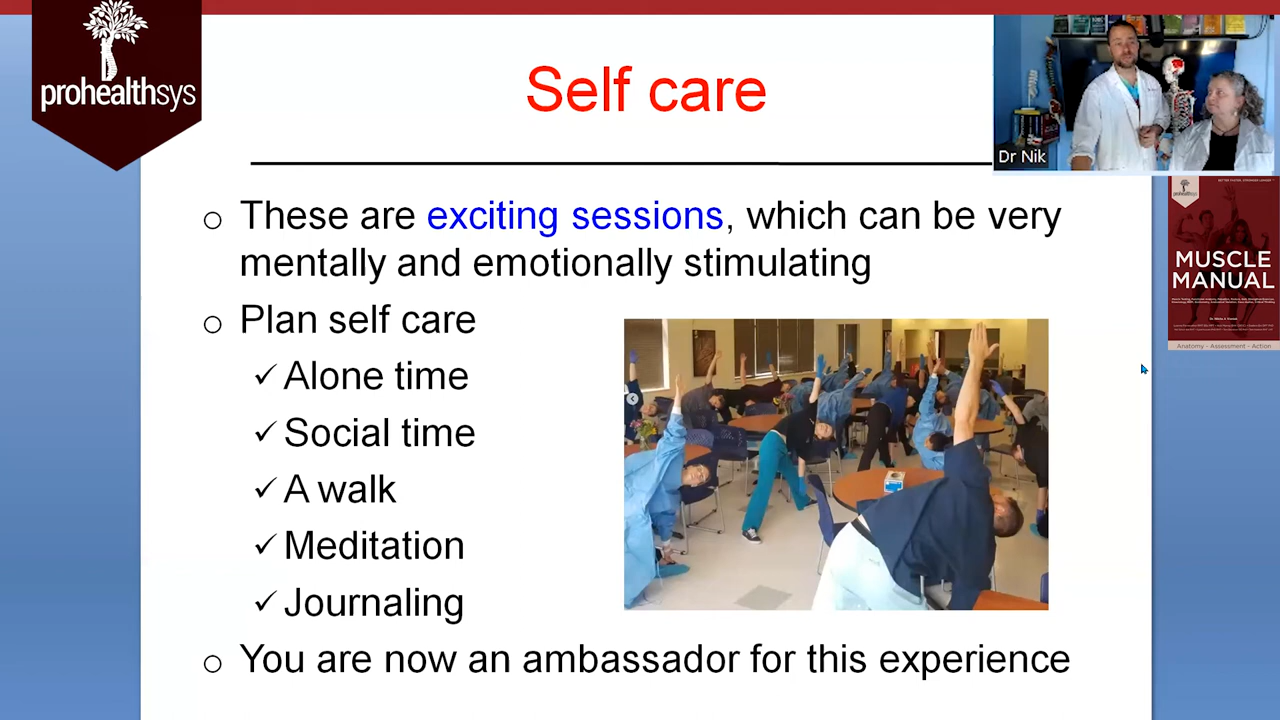 prohealthsys
Self care
Dr Nik
These are exciting sessions, which can be very
mentally and emotionally stimulating
Plan self care
✓ Alone time
✓ Social time
✓ A walk
✓ Meditation
✓ Journaling
You are now an ambassador for this experience
prohealthsys
MUSCLE
MANUAL
Anatomy - Assessment - Action